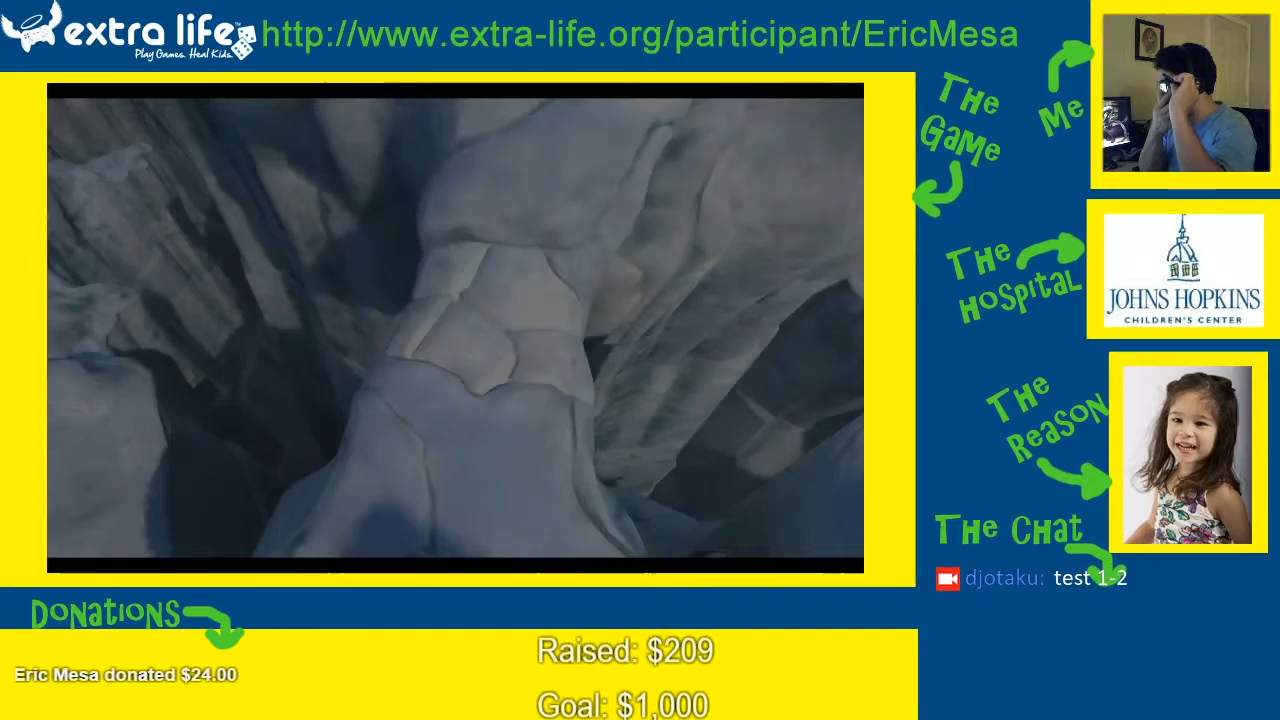 extra life
Play Games. Heal Kids.
http://www.extra-life.org/participant/EricMesa
THE GAME
Me
THE HOSPITAL
JOHNS HOPKINS
CHILDREN'S CENTER
THE REASON
THE CHAT
djotaku: test 1-2
DONATIONS
Eric Mesa donated $24.00
Raised: $209
Goal: $1,000